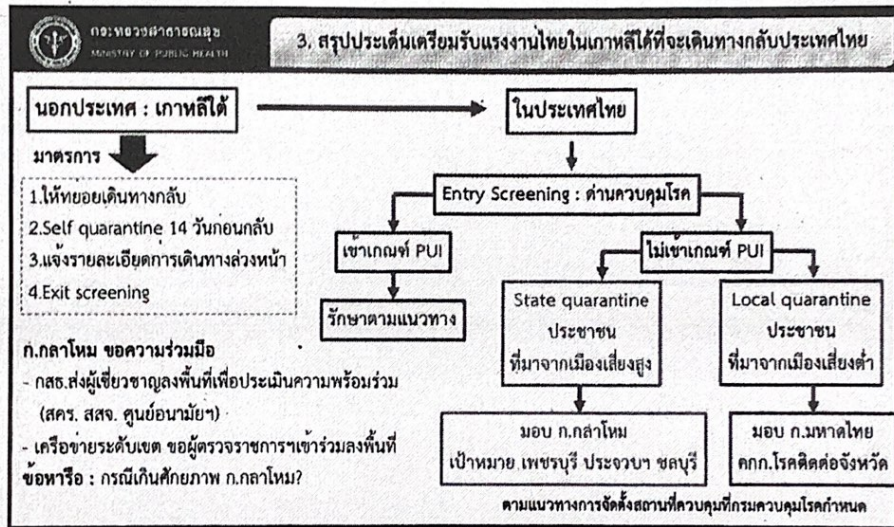 กระทรวงสาธารณสุข
MINISTRY OF PUBLIC HEALTH
3. สรุปประเด็นเตรียมรับแรงงานไทยในเกาหลีใต้ที่จะเดินทางกลับประเทศไทย
นอกประเทศ : เกาหลีใต้
มาตรการ
1.ให้ทยอยเดินทางกลับ
2.Self quarantine 14 วันก่อนกลับ
3.แจ้งรายละเอียดการเดินทางล่วงหน้า
4.Exit screening
ก.กลาโหม ขอความร่วมมือ
- กสธ.ส่งผู้เชี่ยวชาญลงพื้นที่เพื่อประเมินความพร้อมร่วม
(สคร. สสจ. ศูนย์อนามัยฯ)
- เครือข่ายระดับเขต ขอผู้ตรวจราชการฯเข้าร่วมลงพื้นที่
ข้อหารือ : กรณีเกินศักยภาพ ก.กลาโหม?
ในประเทศไทย
Entry Screening : ด่านควบคุมโรค
เข้าเกณฑ์ PUI
รักษาตามแนวทาง
ไม่เข้าเกณฑ์ PUI
State quarantine
ประชาชน
ที่มาจากเมืองเสี่ยงสูง
มอบ ก.กลาโหม
เป้าหมาย เพชรบุรี ประจวบฯ ชลบุรี
Local quarantine
ประชาชน
ที่มาจากเมืองเสี่ยงต่ำ
มอบ ก.มหาดไทย
คกก.โรคติดต่อจังหวัด
ตามแนวทางการจัดตั้งสถานที่ควบคุมที่กรมควบคุมโรคกำหนด